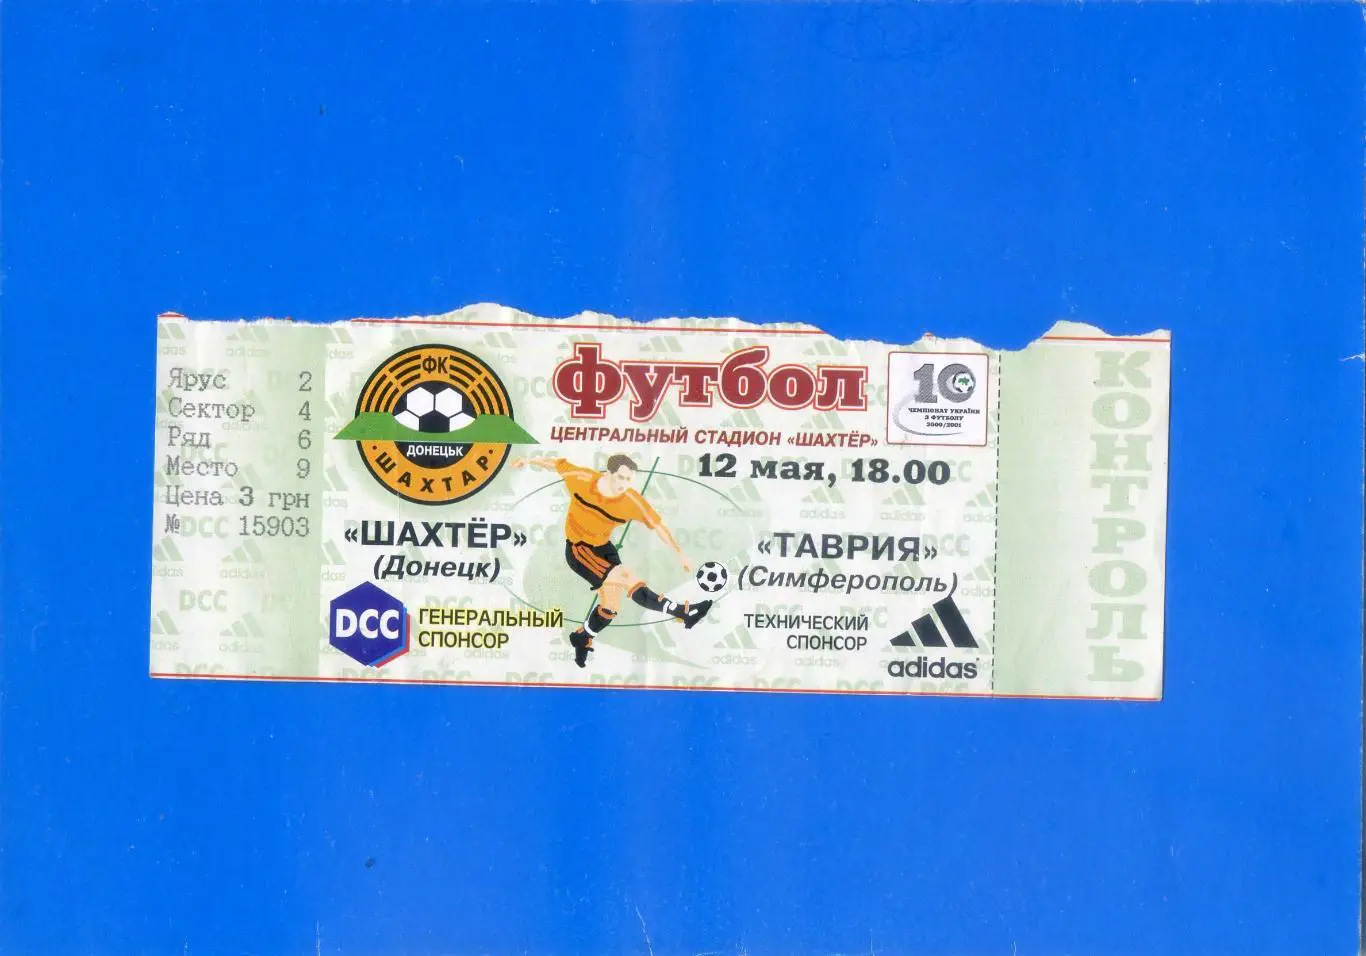 Ярус 2
Сектор 4
Ряд 6
Место 9
Цена 3 грн
№ 15903
ФК
ДОНЕЦЬК
ШАХТАР
футбол
ЦЕНТРАЛЬНЫЙ СТАДИОН «ШАХТЁР»
12 мая, 18.00
10
ЧЕМПІОНАТ УКРАЇНИ
З ФУТБОЛУ
2000/2001
«ШАХТЁР»
(Донецк)
«ТАВРИЯ»
(Симферополь)
DCC
ГЕНЕРАЛЬНЫЙ
СПОНСОР
ТЕХНИЧЕСКИЙ
СПОНСОР
adidas
КОНТРОЛЬ